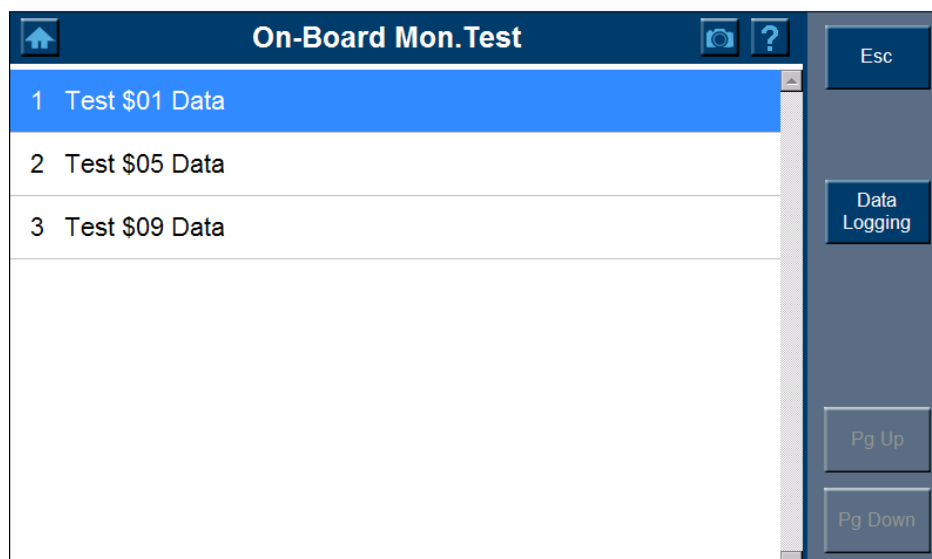 On-Board Mon.Test
?
Esc
1 Test $01 Data
2 Test $05 Data
3 Test $09 Data
Data
Logging
Pg Up
Pg Down